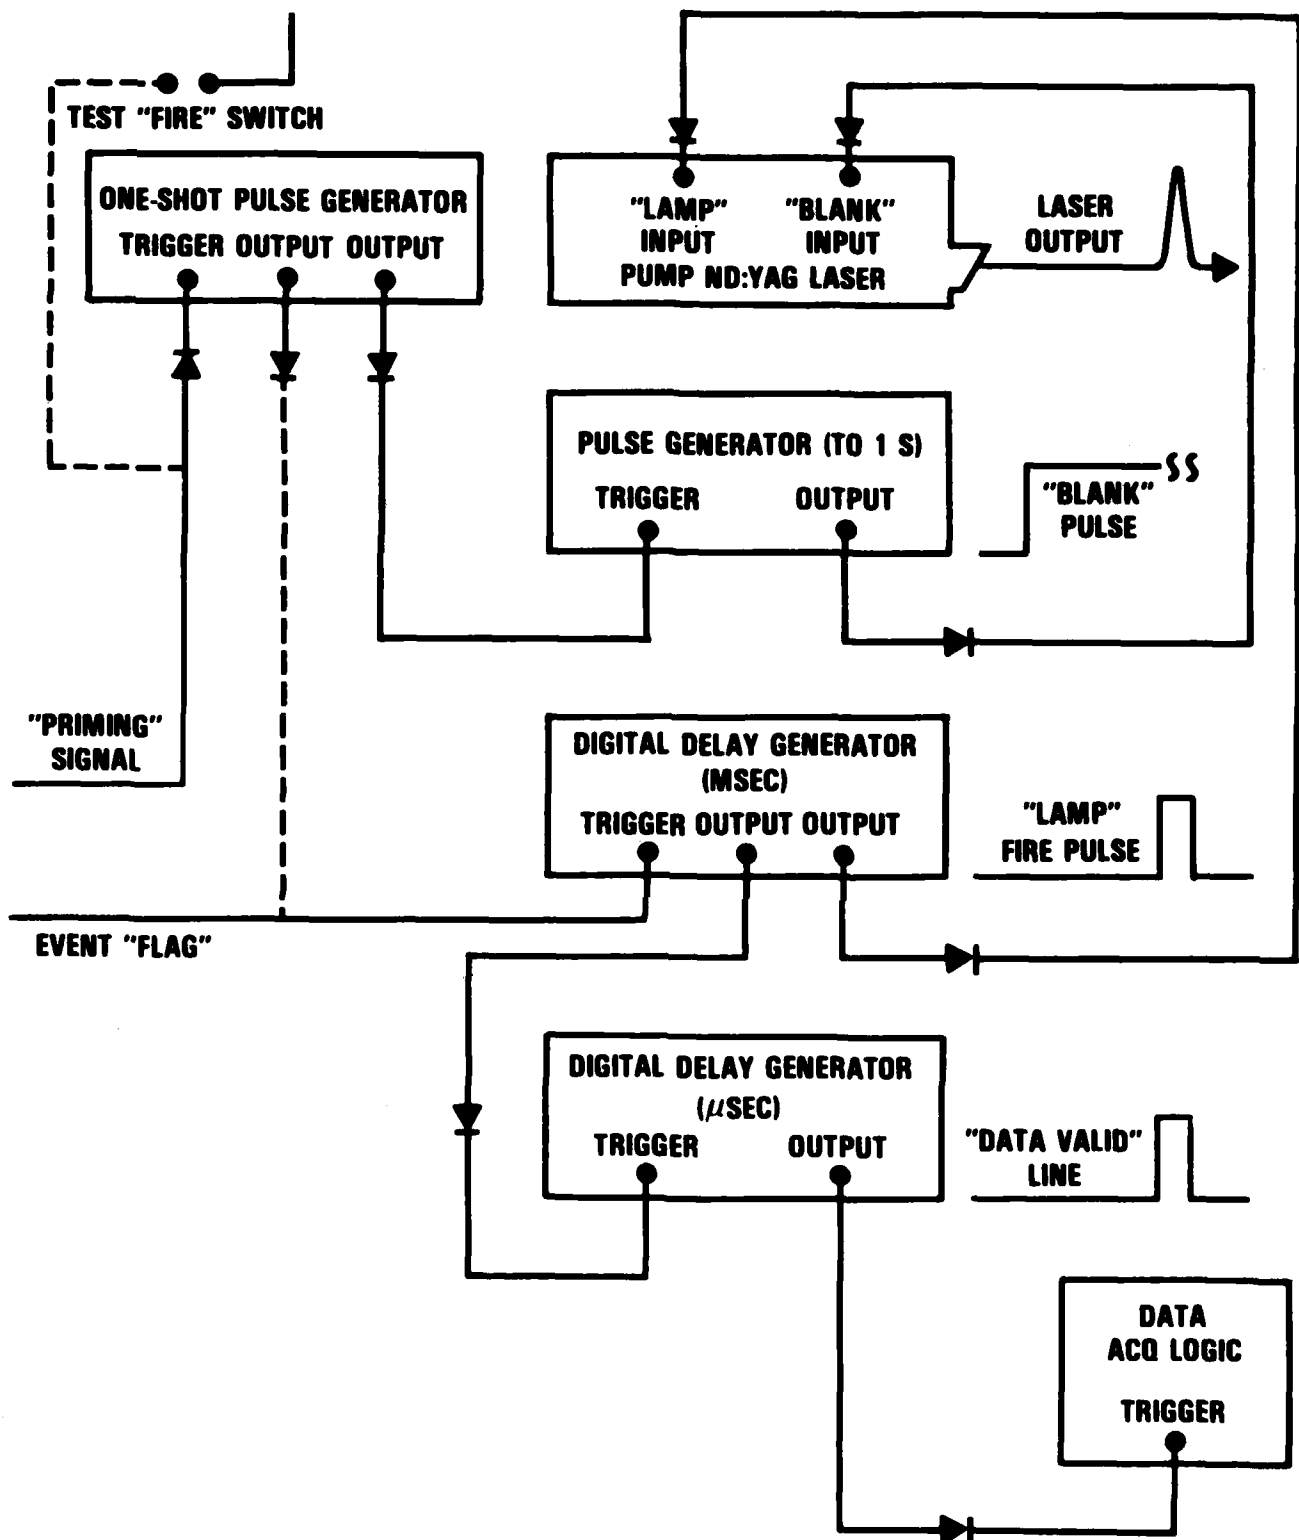 TEST "FIRE" SWITCH
ONE-SHOT PULSE GENERATOR
TRIGGER OUTPUT OUTPUT
"LAMP"
INPUT
"BLANK"
INPUT
PUMP ND:YAG LASER
LASER
OUTPUT
PULSE GENERATOR (TO 1 S)
TRIGGER
OUTPUT
"BLANK"
PULSE
"PRIMING"
SIGNAL
DIGITAL DELAY GENERATOR
(MSEC)
TRIGGER OUTPUT OUTPUT
"LAMP"
FIRE PULSE
EVENT "FLAG"
DIGITAL DELAY GENERATOR
(μSEC)
TRIGGER
OUTPUT
"DATA VALID"
LINE
DATA
ACQ LOGIC
TRIGGER